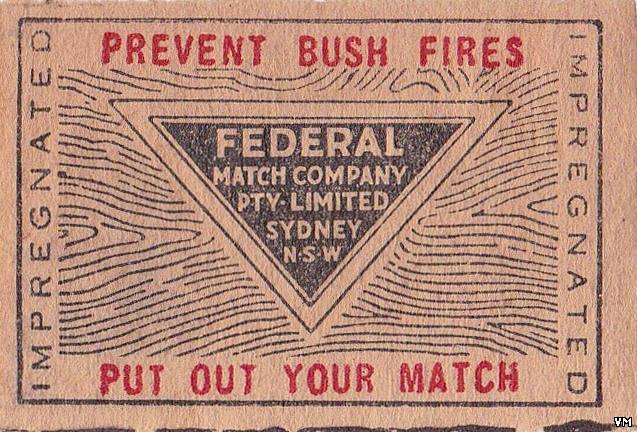 PREVENT BUSH FIRES
IMPREGNATED
FEDERAL
MATCH COMPANY
PTY·LIMITED
SYDNEY
N·S·W
IMPREGNATED
PUT OUT YOUR MATCH
VM